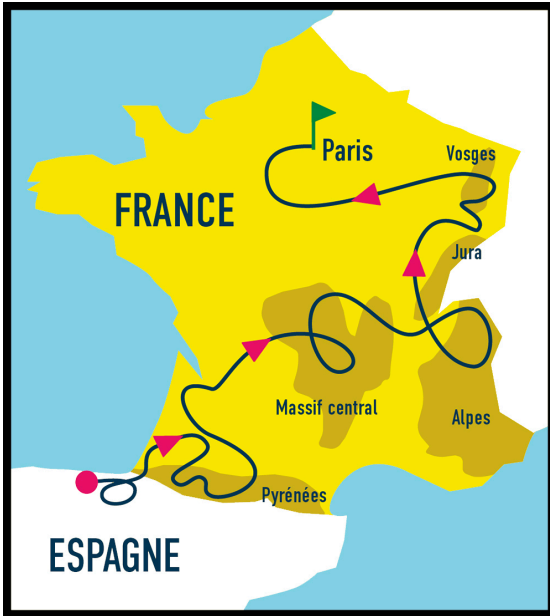 Paris
Vosges
FRANCE
Jura
Massif central
Alpes
Pyrénées
ESPAGNE